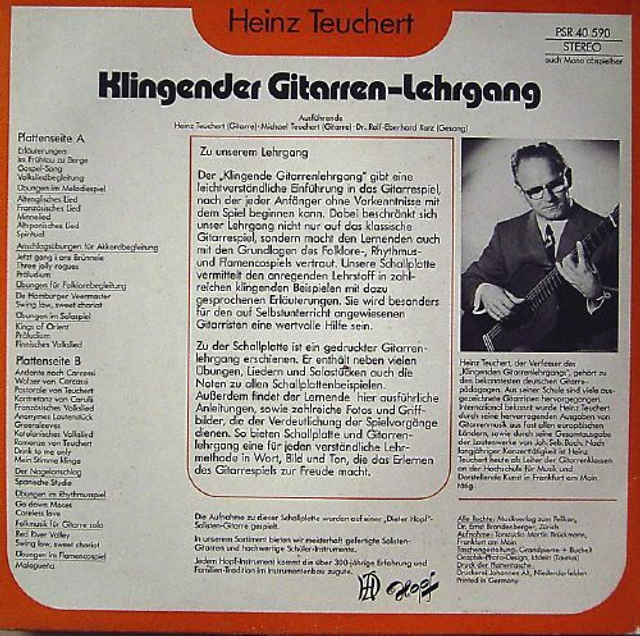 Heinz Teuchert
PSR 40 590
STEREO
auch Mono abspielbar
Klingender Gitarren-Lehrgang
Ausführende
Heinz Teuchert (Gitarre) · Michael Teuchert (Gitarre) · Dr. Rolf-Eberhard Katz (Gesang)
Plattenseite A
Erläuterungen
Im Frühtau zu Berge
Gospel-Song
Volksliedbegleitung
Übungen im Melodiespiel
Altenglisches Lied
Französisches Lied
Minnelied
Altspanisches Lied
Spiritual
Anschlagsübungen für Akkordbegleitung
Jetzt gang i ans Brünnele
Three jolly rogues
Präludium
Übungen für Folklorebegleitung
De Hamburger Veermaster
Swing low, sweet chariot
Übungen im Solospiel
Kings of Orient
Präludium
Finnisches Volkslied
Plattenseite B
Andante nach Carcassi
Walzer von Carcassi
Pastorale von Teuchert
Kontretanz von Carulli
Französisches Volkslied
Anonymes Lautenstück
Greensleeves
Katalanisches Volkslied
Romanze von Teuchert
Drink to me only
Mein Stimme klinge
Der Nagelanschlag
Spanische Studie
Übungen im Rhythmusspiel
Go down Moses
Careless love
Folkmusik für Gitarre solo
Red River Valley
Swing low, sweet chariot
Übungen im Flamencospiel
Malagueña
Zu unserem Lehrgang
Der „Klingende Gitarrenlehrgang" gibt eine
leichtverständliche Einführung in das Gitarrespiel,
nach der jeder Anfänger ohne Vorkenntnisse mit
dem Spiel beginnen kann. Dabei beschränkt sich
unser Lehrgang nicht nur auf das klassische
Gitarrespiel, sondern macht den Lernenden auch
mit den Grundlagen des Folklore-, Rhythmus-
und Flamencospiels vertraut. Unsere Schallplatte
vermittelt den anregenden Lehrstoff in zahl-
reichen klingenden Beispielen mit dazu
gesprochenen Erläuterungen. Sie wird besonders
für den auf Selbstunterricht angewiesenen
Gitarristen eine wertvolle Hilfe sein.
Zu der Schallplatte ist ein gedruckter Gitarren-
lehrgang erschienen. Er enthält neben vielen
Übungen, Liedern und Solostücken auch die
Noten zu allen Schallplattenbeispielen.
Außerdem findet der Lernende hier ausführliche
Anleitungen, sowie zahlreiche Fotos und Griff-
bilder, die der Verdeutlichung der Spielvorgänge
dienen. So bieten Schallplatte und Gitarren-
lehrgang eine für jeden verständliche Lehr-
methode in Wort, Bild und Ton, die das Erlernen
des Gitarrespiels zur Freude macht.
Heinz Teuchert, der Verfasser des
„Klingenden Gitarrenlehrgangs", gehört zu
den bekanntesten deutschen Gitarre-
pädagogen. Aus seiner Schule sind viele aus-
gezeichnete Gitarristen hervorgegangen.
International bekannt wurde Heinz Teuchert
durch seine hervorragenden Ausgaben von
Gitarrenmusik aus fast allen europäischen
Ländern, sowie durch seine Gesamtausgabe
der Lautenwerke von Joh. Seb. Bach. Nach
langjähriger Konzerttätigkeit ist Heinz
Teuchert heute als Leiter der Gitarrenklassen
an der Hochschule für Musik und
Darstellende Kunst in Frankfurt am Main
tätig.
Die Aufnahme zu dieser Schallplatte wurden auf einer „Dieter Hopf"-
Solisten-Gitarre gespielt.
In unserem Sortiment bieten wir meisterhaft gefertigte Solisten-
Gitarren und hochwertige Schüler-Instrumente.
Jedem Hopf-Instrument kommt die über 300-jährige Erfahrung und
Familien-Tradition im Instrumentenbau zugute.
Hopf
Alle Rechte: Musikverlag zum Pelikan,
Dr. Ernst Brandenberger, Zürich
Aufnahme: Tonstudio Martin Brückmann,
Frankfurt am Main
Taschengestaltung: Grandpierre + Buchelt
Graphik-Photo-Design, Idstein (Taunus)
Druck der Plattentasche:
Druckerei Johannes Alt, Niederdorfelden
Printed in Germany